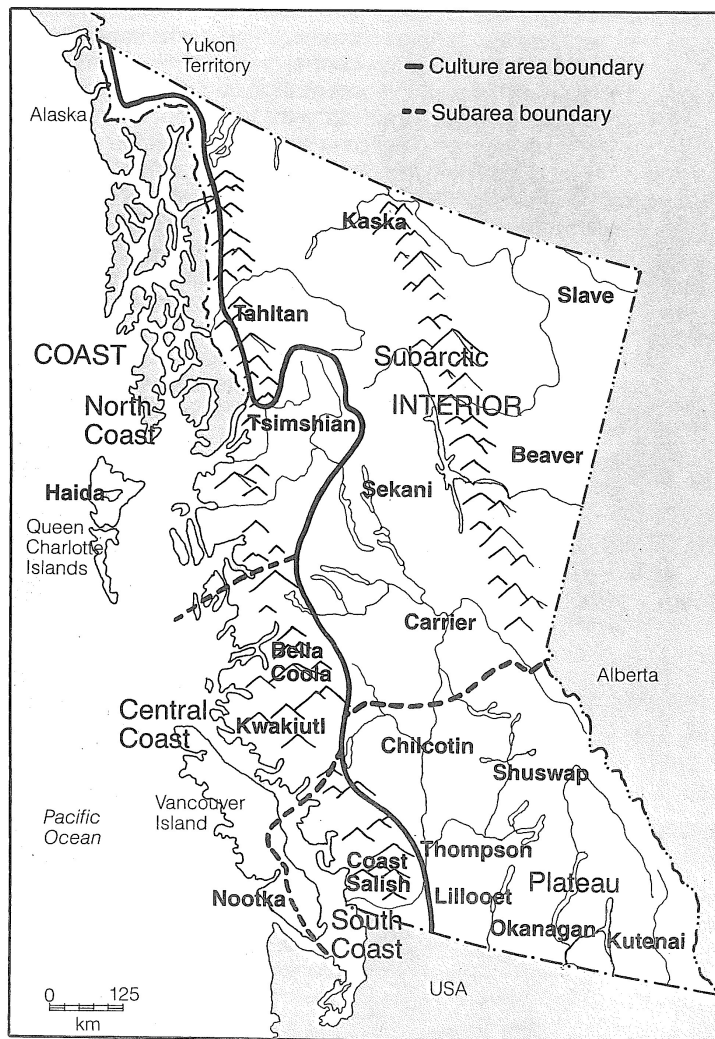 Yukon
Territory
Culture area boundary
Subarea boundary
Alaska
Kaska
Slave
Tahltan
COAST
Subarctic
North
Coast
INTERIOR
Tsimshian
Beaver
Haida
Sekani
Queen
Charlotte
Islands
Carrier
Bella
Coola
Alberta
Central
Coast
Kwakiutl
Chilcotin
Shuswap
Vancouver
Island
Pacific
Ocean
Coast
Salish
Thompson
Plateau
Nootka
Lillooet
South
Coast
Okanagan
Kutenai
USA
0 125
km